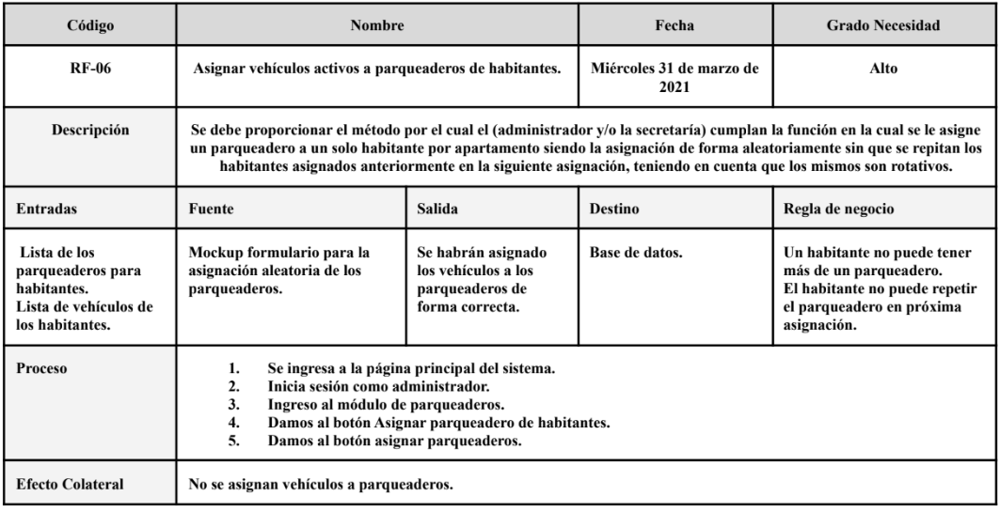 Código
Nombre
Fecha
Grado Necesidad
RF-06
Asignar vehículos activos a parqueaderos de habitantes.
Miércoles 31 de marzo de
2021
Alto
Descripción
Se debe proporcionar el método por el cual el (administrador y/o la secretaría) cumplan la función en la cual se le asigne
un parqueadero a un solo habitante por apartamento siendo la asignación de forma aleatoriamente sin que se repitan los
habitantes asignados anteriormente en la siguiente asignación, teniendo en cuenta que los mismos son rotativos.
Entradas
Fuente
Salida
Destino
Regla de negocio
Lista de los
parqueaderos para
habitantes.
Lista de vehículos de
los habitantes.
Mockup formulario para la
asignación aleatoria de los
parqueaderos.
Se habrán asignado
los vehículos a los
parqueaderos de
forma correcta.
Base de datos.
Un habitante no puede tener
más de un parqueadero.
El habitante no puede repetir
el parqueadero en próxima
asignación.
Proceso
1. Se ingresa a la página principal del sistema.
2. Inicia sesión como administrador.
3. Ingreso al módulo de parqueaderos.
4. Damos al botón Asignar parqueadero de habitantes.
5. Damos al botón asignar parqueaderos.
Efecto Colateral
No se asignan vehículos a parqueaderos.